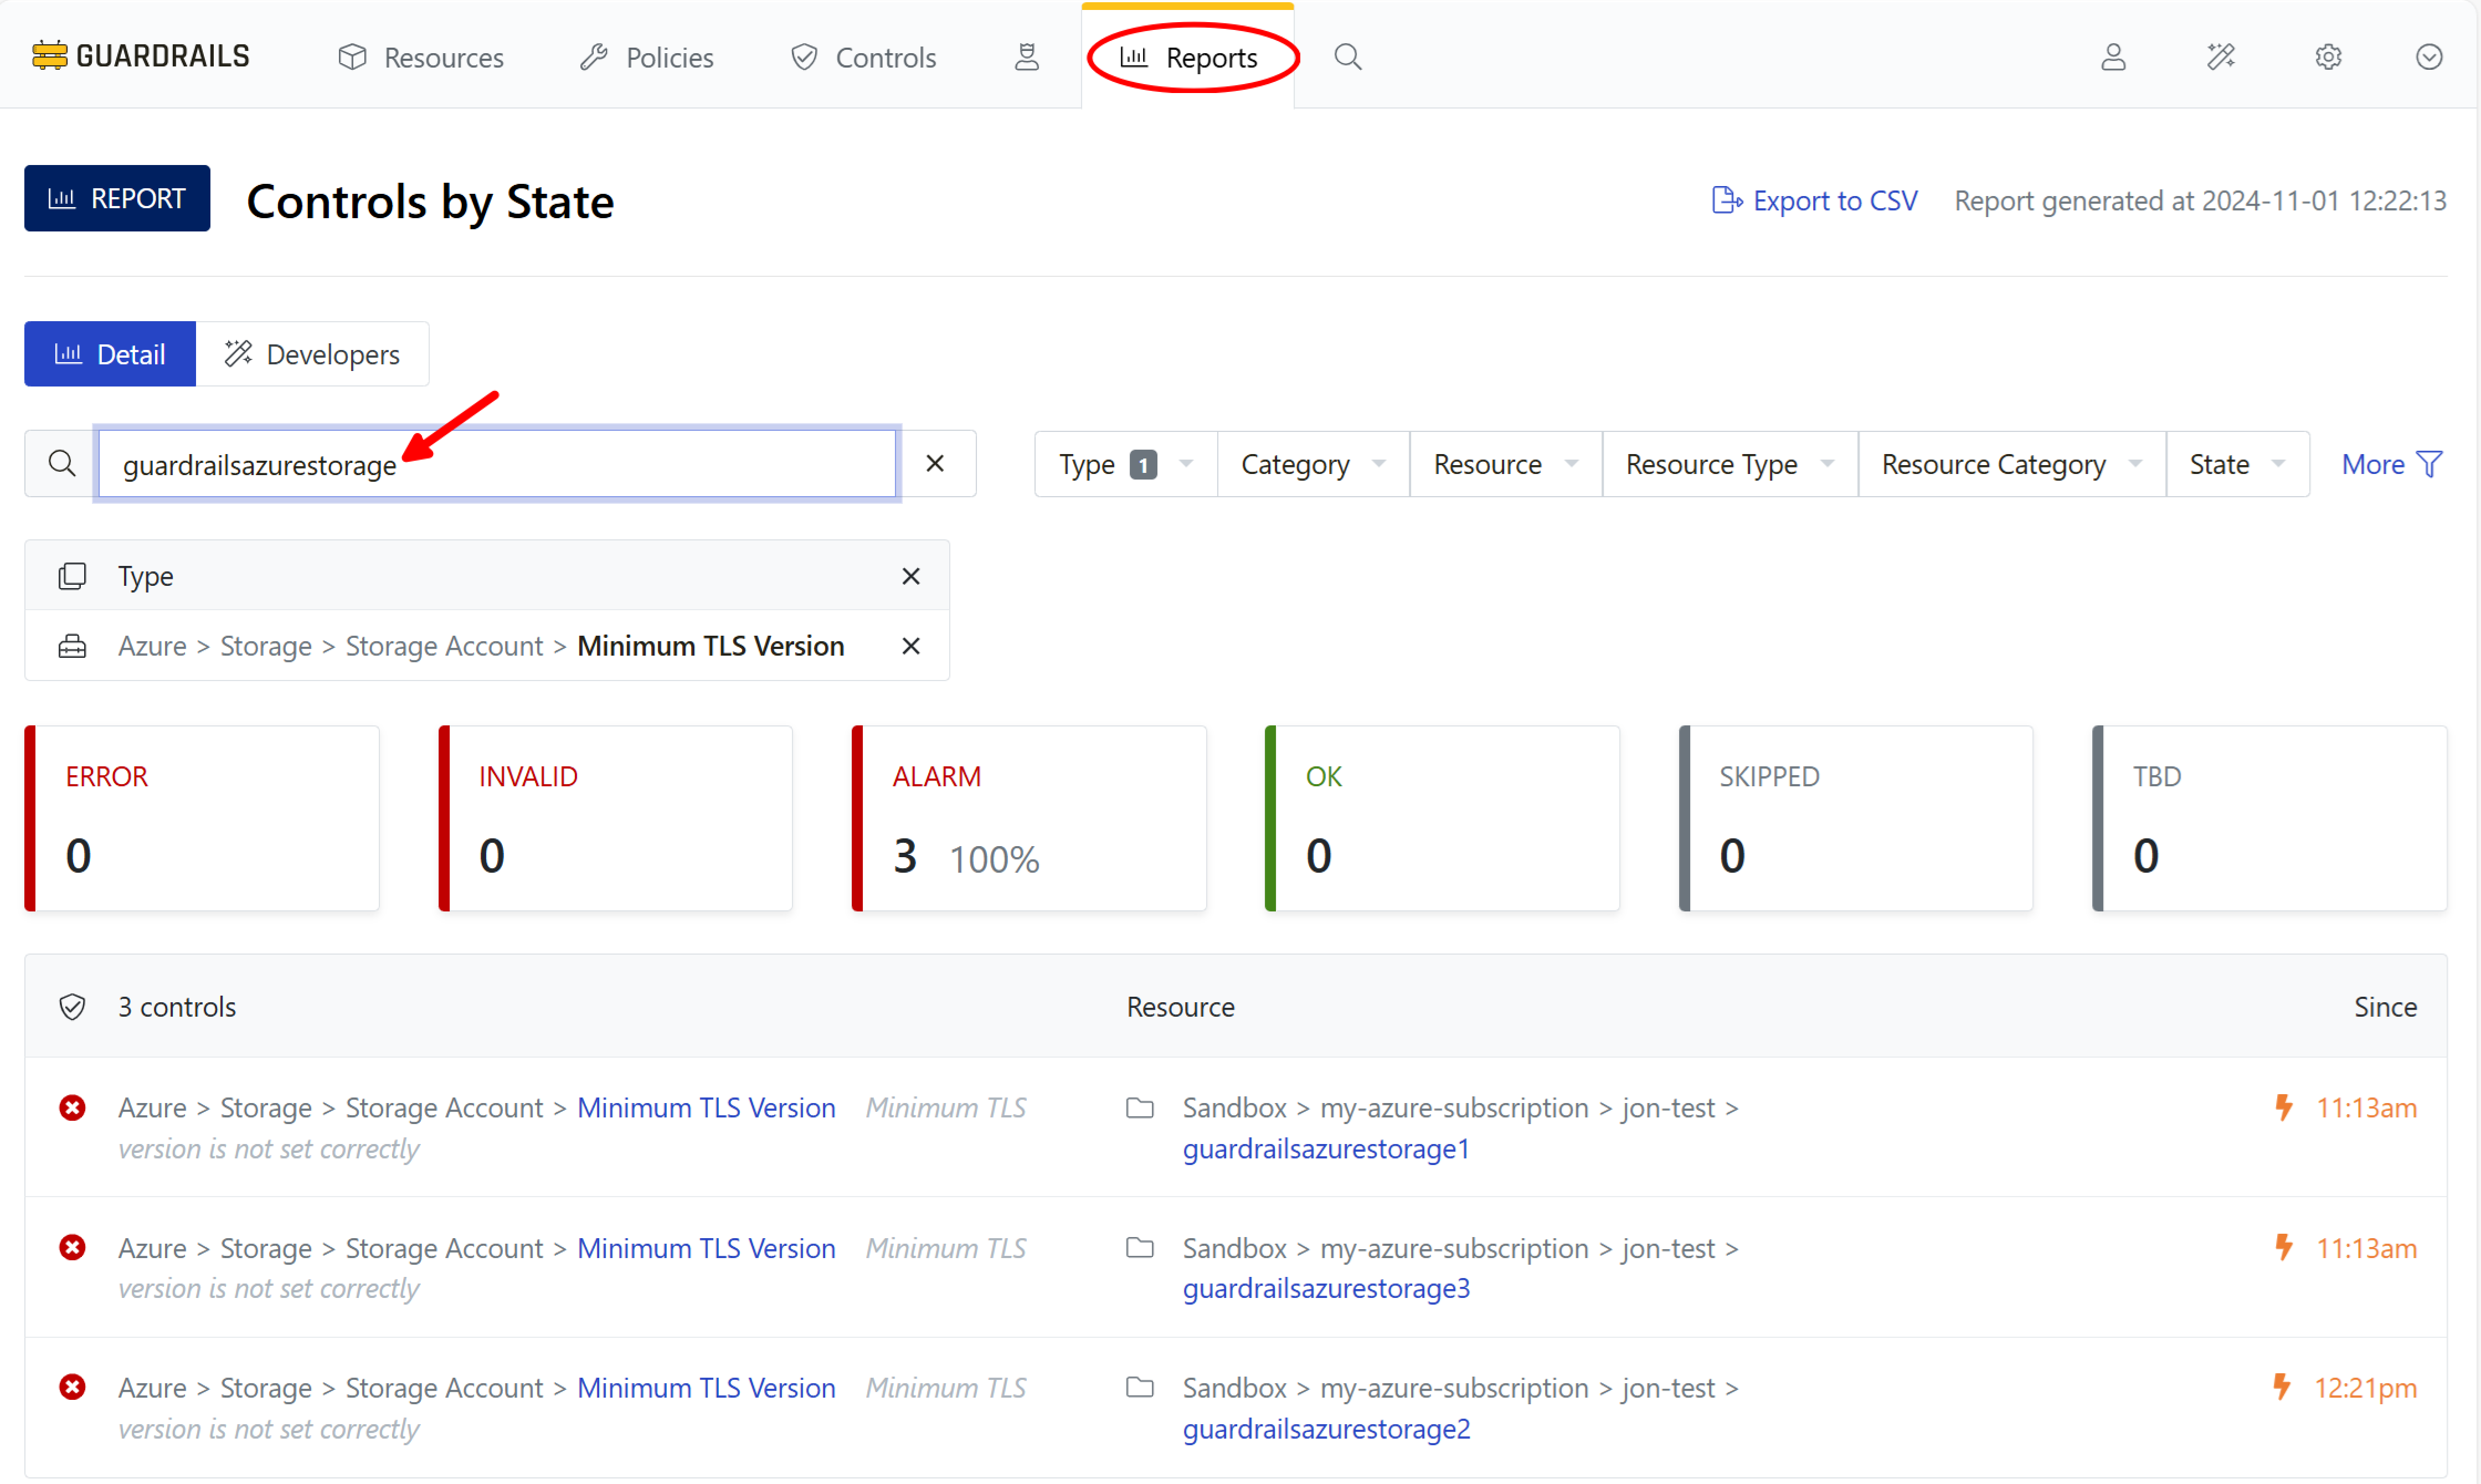 GUARDRAILS Resources Policies Controls Reports
REPORT Controls by State Export to CSV Report generated at 2024-11-01 12:22:13
Detail Developers
guardrailsazurestorage Type 1 Category Resource Resource Type Resource Category State More
Type
Azure > Storage > Storage Account > Minimum TLS Version
ERROR INVALID ALARM OK SKIPPED TBD
0 0 3 100% 0 0 0
3 controls Resource Since
Azure > Storage > Storage Account > Minimum TLS Version Minimum TLS Sandbox > my-azure-subscription > jon-test > 11:13am
version is not set correctly guardrailsazurestorage1
Azure > Storage > Storage Account > Minimum TLS Version Minimum TLS Sandbox > my-azure-subscription > jon-test > 11:13am
version is not set correctly guardrailsazurestorage3
Azure > Storage > Storage Account > Minimum TLS Version Minimum TLS Sandbox > my-azure-subscription > jon-test > 12:21pm
version is not set correctly guardrailsazurestorage2